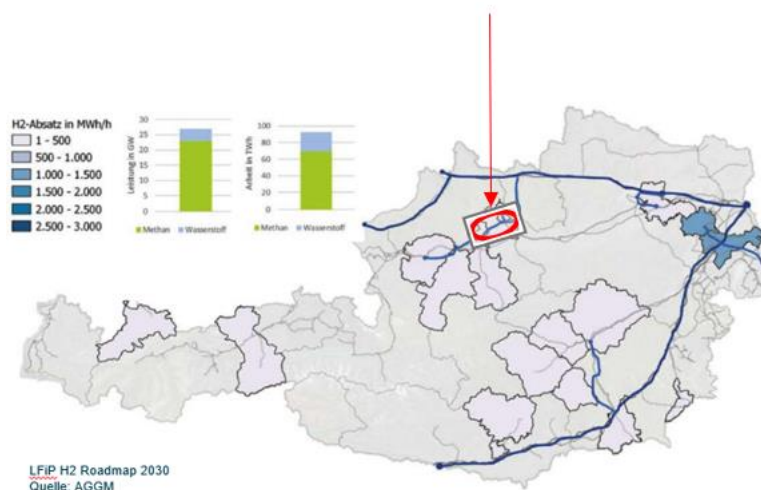 H2-Absatz in MWh/h
1 - 500
500 - 1.000
1.000 - 1.500
1.500 - 2.000
2.000 - 2.500
2.500 - 3.000
Leistung in GW
30
25
20
15
10
5
0
Methan
Wasserstoff
Arbeit in TWh
100
80
60
40
20
0
Methan
Wasserstoff
LFiP H2 Roadmap 2030
Quelle: AGGM